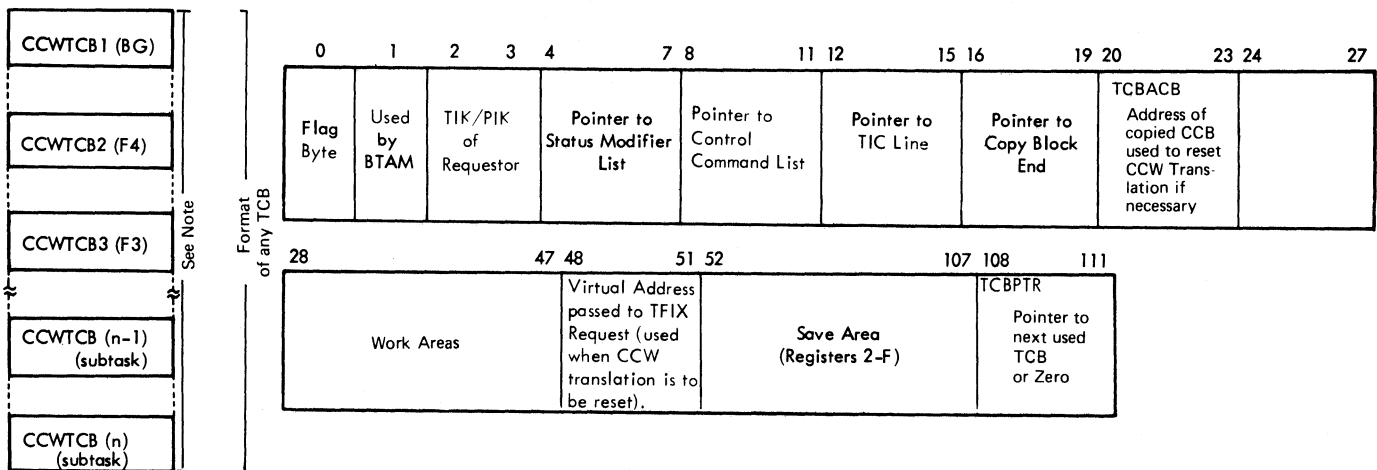 CCWTCB1 (BG)
CCWTCB2 (F4)
CCWTCB3 (F3)
CCWTCB (n-1)
(subtask)
CCWTCB (n)
(subtask)
See Note
Format
of any TCB
0 1 2 3 4 7 8 11 12 15 16 19 20 23 24 27
Flag
Byte
Used
by
BTAM
TIK/PIK
of
Requestor
Pointer to
Status Modifier
List
Pointer to
Control
Command List
Pointer to
TIC Line
Pointer to
Copy Block
End
TCBACB
Address of
copied CCB
used to reset
CCW Trans-
lation if
necessary
28 47 48 51 52 107 108 111
Work Areas
Virtual Address
passed to TFIX
Request (used
when CCW
translation is to
be reset).
Save Area
(Registers 2-F)
TCBPTR
Pointer to
next used
TCB
or Zero